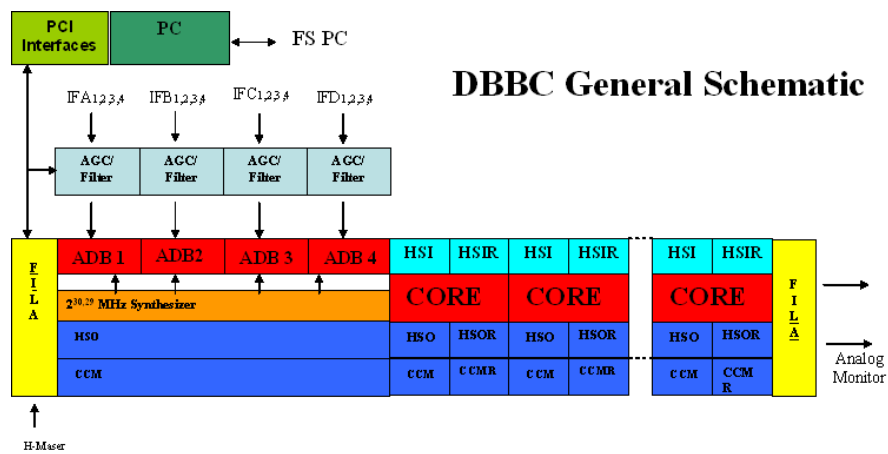 PCI
Interfaces
PC
FS PC
DBBC General Schematic
IFA1,2,3,4 IFB1,2,3,4 IFC1,2,3,4 IFD1,2,3,4
AGC/
Filter
AGC/
Filter
AGC/
Filter
AGC/
Filter
F
I
L
A
ADB 1 ADB2 ADB 3 ADB 4
HSI HSIR HSI HSIR HSI HSIR
F
I
L
A
2^30,29 MHz Synthesizer
CORE CORE CORE
HSO
HSO HSOR HSO HSOR HSO HSOR
CCM
CCM CCMR CCM CCMR CCM CCM
R
Analog
Monitor
H-Maser